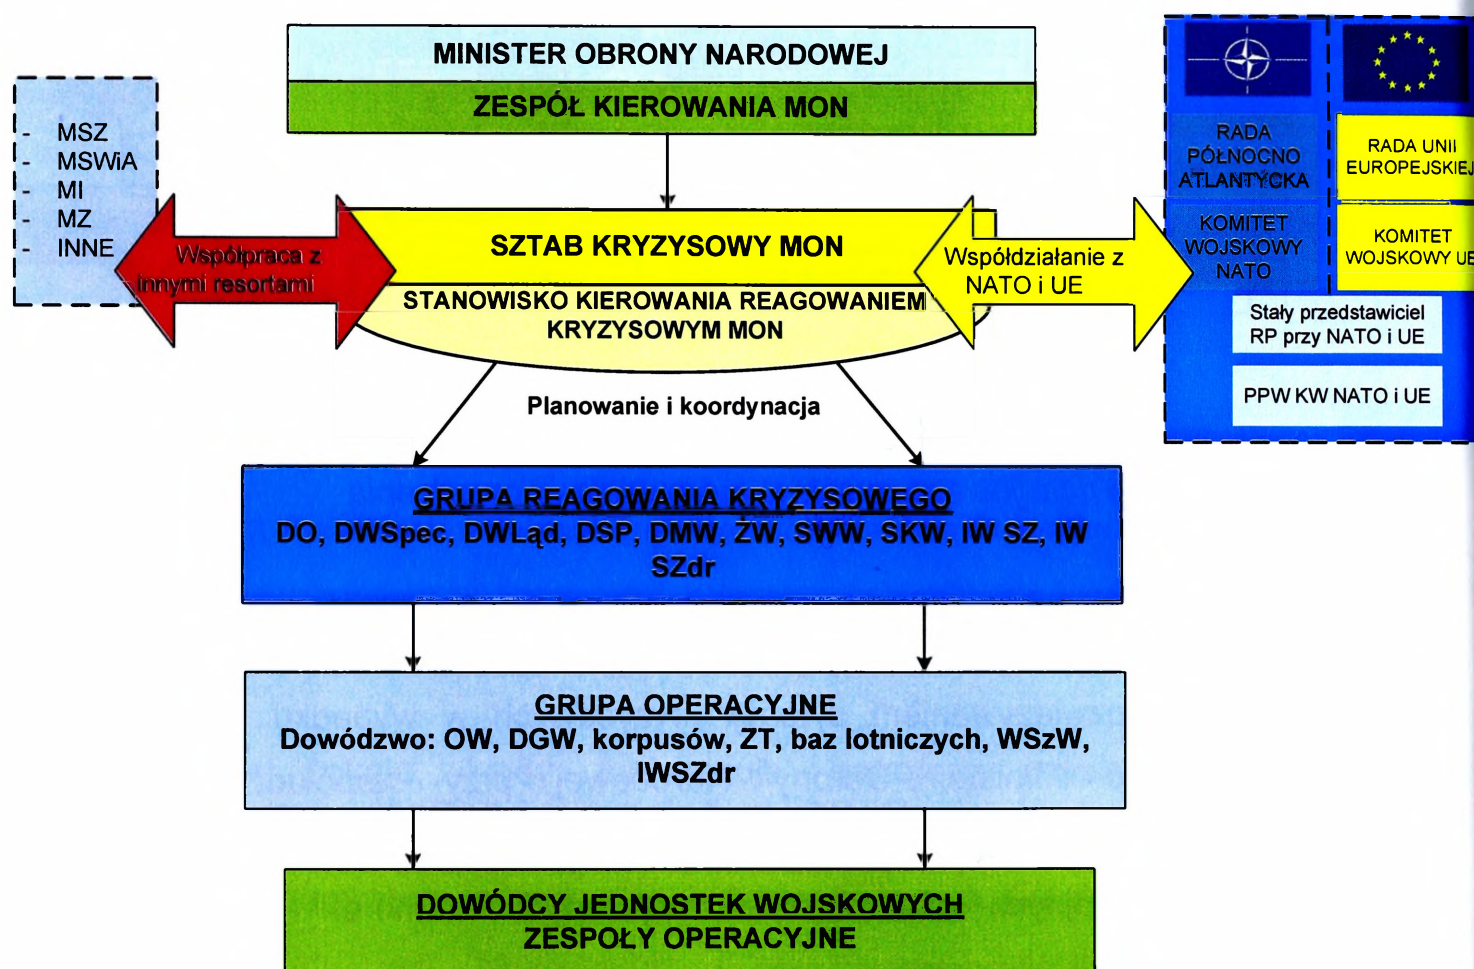 MINISTER OBRONY NARODOWEJ
ZESPÓŁ KIEROWANIA MON
- MSZ
- MSWiA
- MI
- MZ
- INNE
Współpraca z
innymi resortami
SZTAB KRYZYSOWY MON
STANOWISKO KIEROWANIA REAGOWANIEM
KRYZYSOWYM MON
Współdziałanie z
NATO i UE
RADA
PÓŁNOCNO
ATLANTYCKA
RADA UNII
EUROPEJSKIEJ
KOMITET
WOJSKOWY
NATO
KOMITET
WOJSKOWY UE
Stały przedstawiciel
RP przy NATO i UE
PPW KW NATO i UE
Planowanie i koordynacja
GRUPA REAGOWANIA KRYZYSOWEGO
DO, DWSpec, DWLąd, DSP, DMW, ŻW, SWW, SKW, IW SZ, IW
SZdr
GRUPA OPERACYJNE
Dowódzwo: OW, DGW, korpusów, ZT, baz lotniczych, WSzW,
IWSZdr
DOWÓDCY JEDNOSTEK WOJSKOWYCH
ZESPOŁY OPERACYJNE